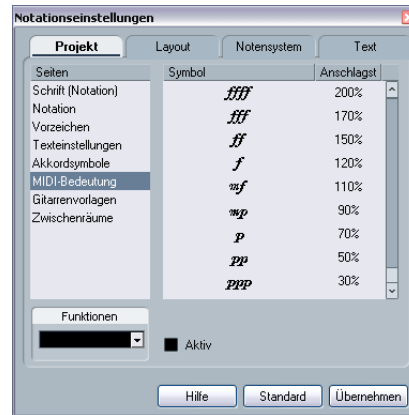 Notationseinstellungen
Projekt Layout Notensystem Text
Seiten Symbol Anschlagst
Schrift (Notation) ffff 200%
Notation fff 170%
Vorzeichen ff 150%
Texteinstellungen f 120%
Akkordsymbole mf 110%
MIDI-Bedeutung mp 90%
Gitarrenvorlagen p 70%
Zwischenräume pp 50%
ppp 30%
Funktionen
Aktiv
Hilfe Standard Übernehmen